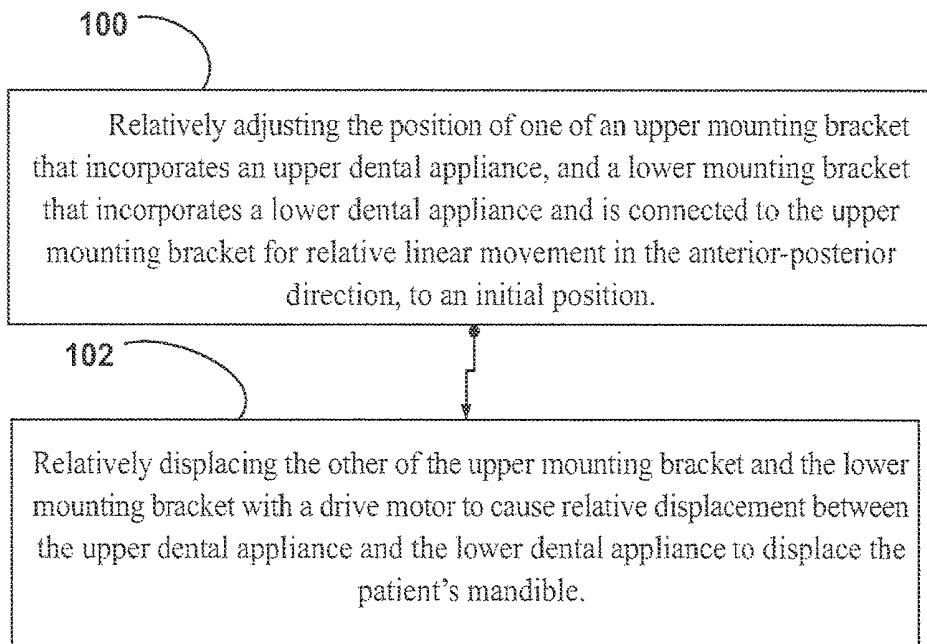 100
Relatively adjusting the position of one of an upper mounting bracket
that incorporates an upper dental appliance, and a lower mounting bracket
that incorporates a lower dental appliance and is connected to the upper
mounting bracket for relative linear movement in the anterior-posterior
direction, to an initial position.
102
Relatively displacing the other of the upper mounting bracket and the lower
mounting bracket with a drive motor to cause relative displacement between
the upper dental appliance and the lower dental appliance to displace the
patient's mandible.